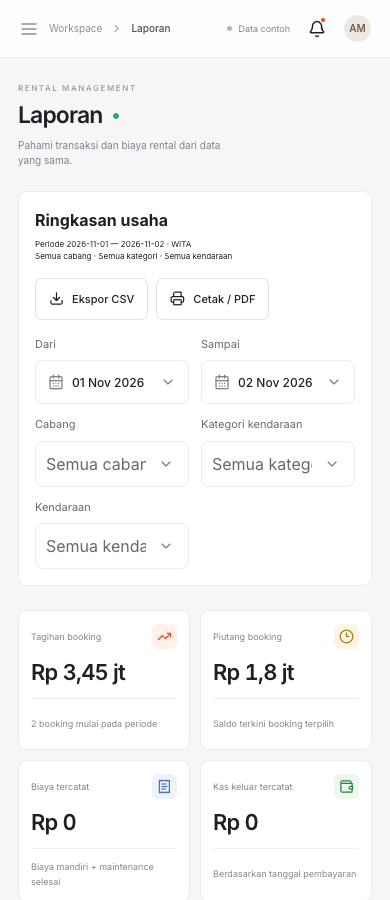 Workspace
Laporan
Data contoh
AM
RENTAL MANAGEMENT
Laporan
Pahami transaksi dan biaya rental dari data
yang sama.
Ringkasan usaha
Periode 2026-11-01 — 2026-11-02 · WITA
Semua cabang · Semua kategori · Semua kendaraan
Ekspor CSV
Cetak / PDF
Dari
Sampai
01 Nov 2026
02 Nov 2026
Cabang
Kategori kendaraan
Semua cabar
Semua kateg
Kendaraan
Semua kenda
Tagihan booking
Piutang booking
Rp 3,45 jt
Rp 1,8 jt
2 booking mulai pada periode
Saldo terkini booking terpilih
Biaya tercatat
Kas keluar tercatat
Rp 0
Rp 0
Biaya mandiri + maintenance
selesai
Berdasarkan tanggal pembayaran